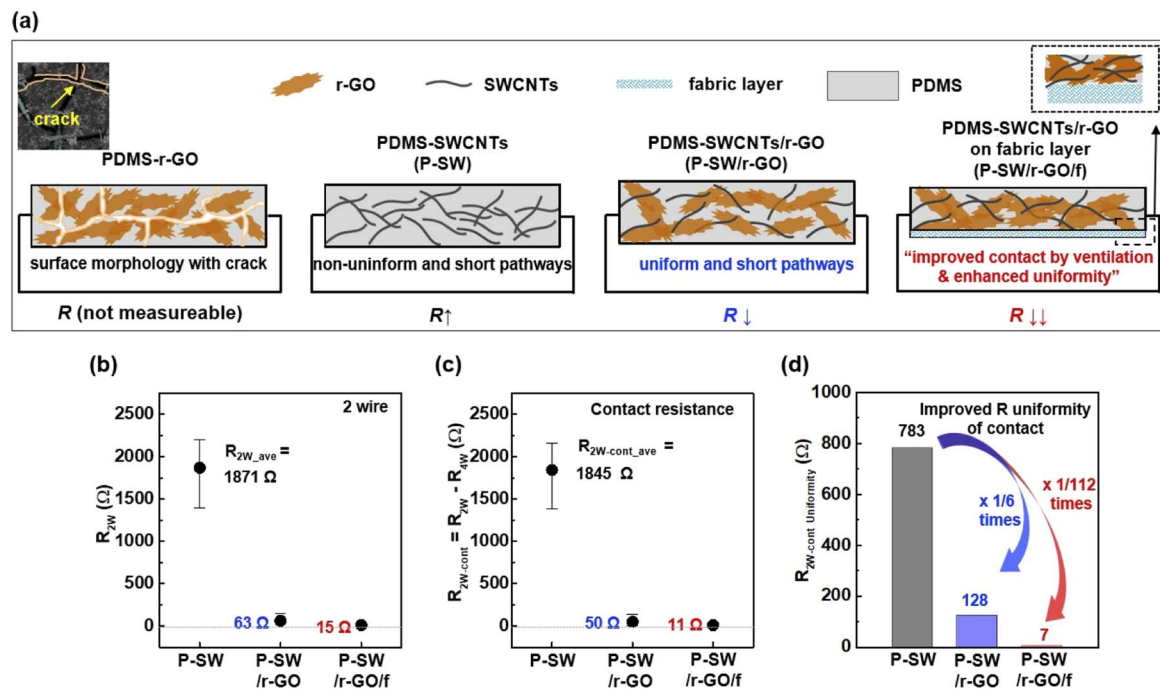 (a)
crack
r-GO
SWCNTs
fabric layer
PDMS
PDMS-r-GO
surface morphology with crack
R (not measureable)
PDMS-SWCNTs
(P-SW)
non-uninform and short pathways
R↑
PDMS-SWCNTs/r-GO
(P-SW/r-GO)
uniform and short pathways
R ↓
PDMS-SWCNTs/r-GO
on fabric layer
(P-SW/r-GO/f)
“improved contact by ventilation
& enhanced uniformity”
R ↓↓
(b)
2 wire
R2W (Ω)
2500
2000
1500
1000
500
0
R2W_ave =
1871 Ω
63 Ω
15 Ω
P-SW
P-SW
/r-GO
P-SW
/r-GO/f
(c)
Contact resistance
R2W-cont = R2W - R4W (Ω)
2500
2000
1500
1000
500
0
R2W-cont_ave =
1845 Ω
50 Ω
11 Ω
P-SW
P-SW
/r-GO
P-SW
/r-GO/f
(d)
Improved R uniformity
of contact
R2W-cont Uniformity (Ω)
1000
800
600
400
200
0
783
128
7
x 1/6
times
x 1/112
times
P-SW
P-SW
/r-GO
P-SW
/r-GO/f